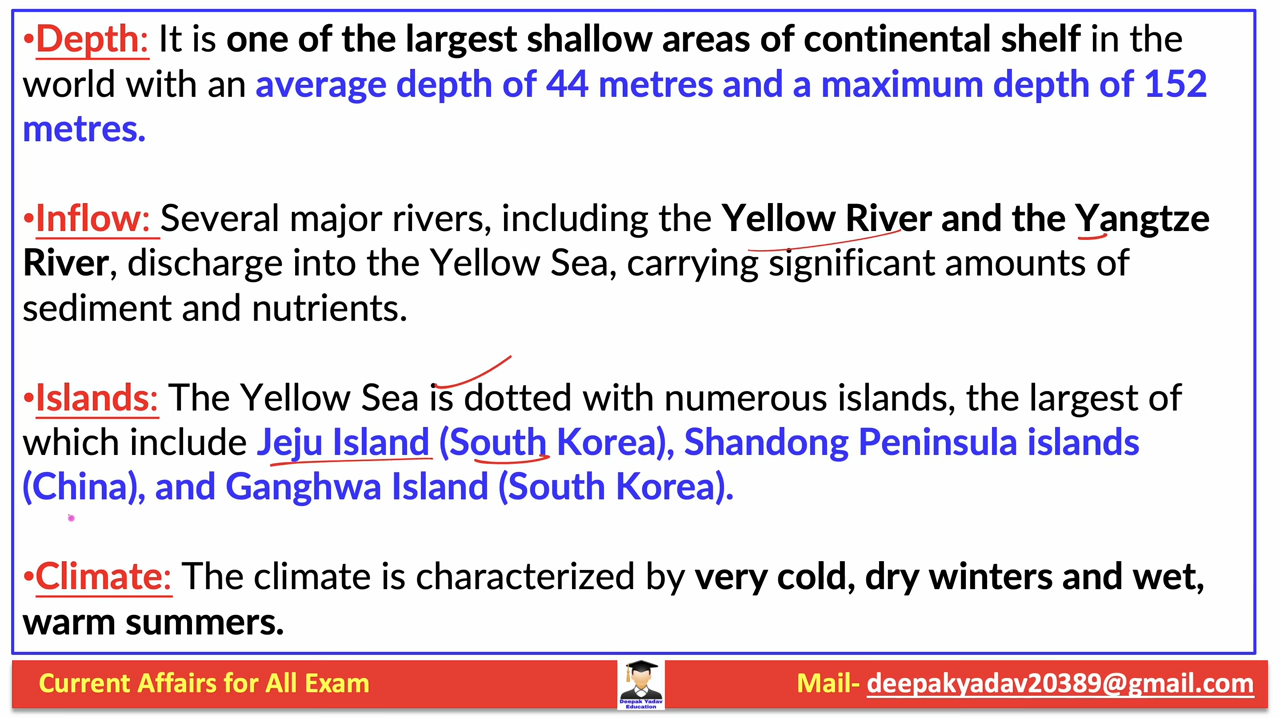 •Depth: It is one of the largest shallow areas of continental shelf in the
world with an average depth of 44 metres and a maximum depth of 152
metres.
•Inflow: Several major rivers, including the Yellow River and the Yangtze
River, discharge into the Yellow Sea, carrying significant amounts of
sediment and nutrients.
•Islands: The Yellow Sea is dotted with numerous islands, the largest of
which include Jeju Island (South Korea), Shandong Peninsula islands
(China), and Ganghwa Island (South Korea).
•Climate: The climate is characterized by very cold, dry winters and wet,
warm summers.
Current Affairs for All Exam
Deepak Yadav
Education
Mail- deepakyadav20389@gmail.com